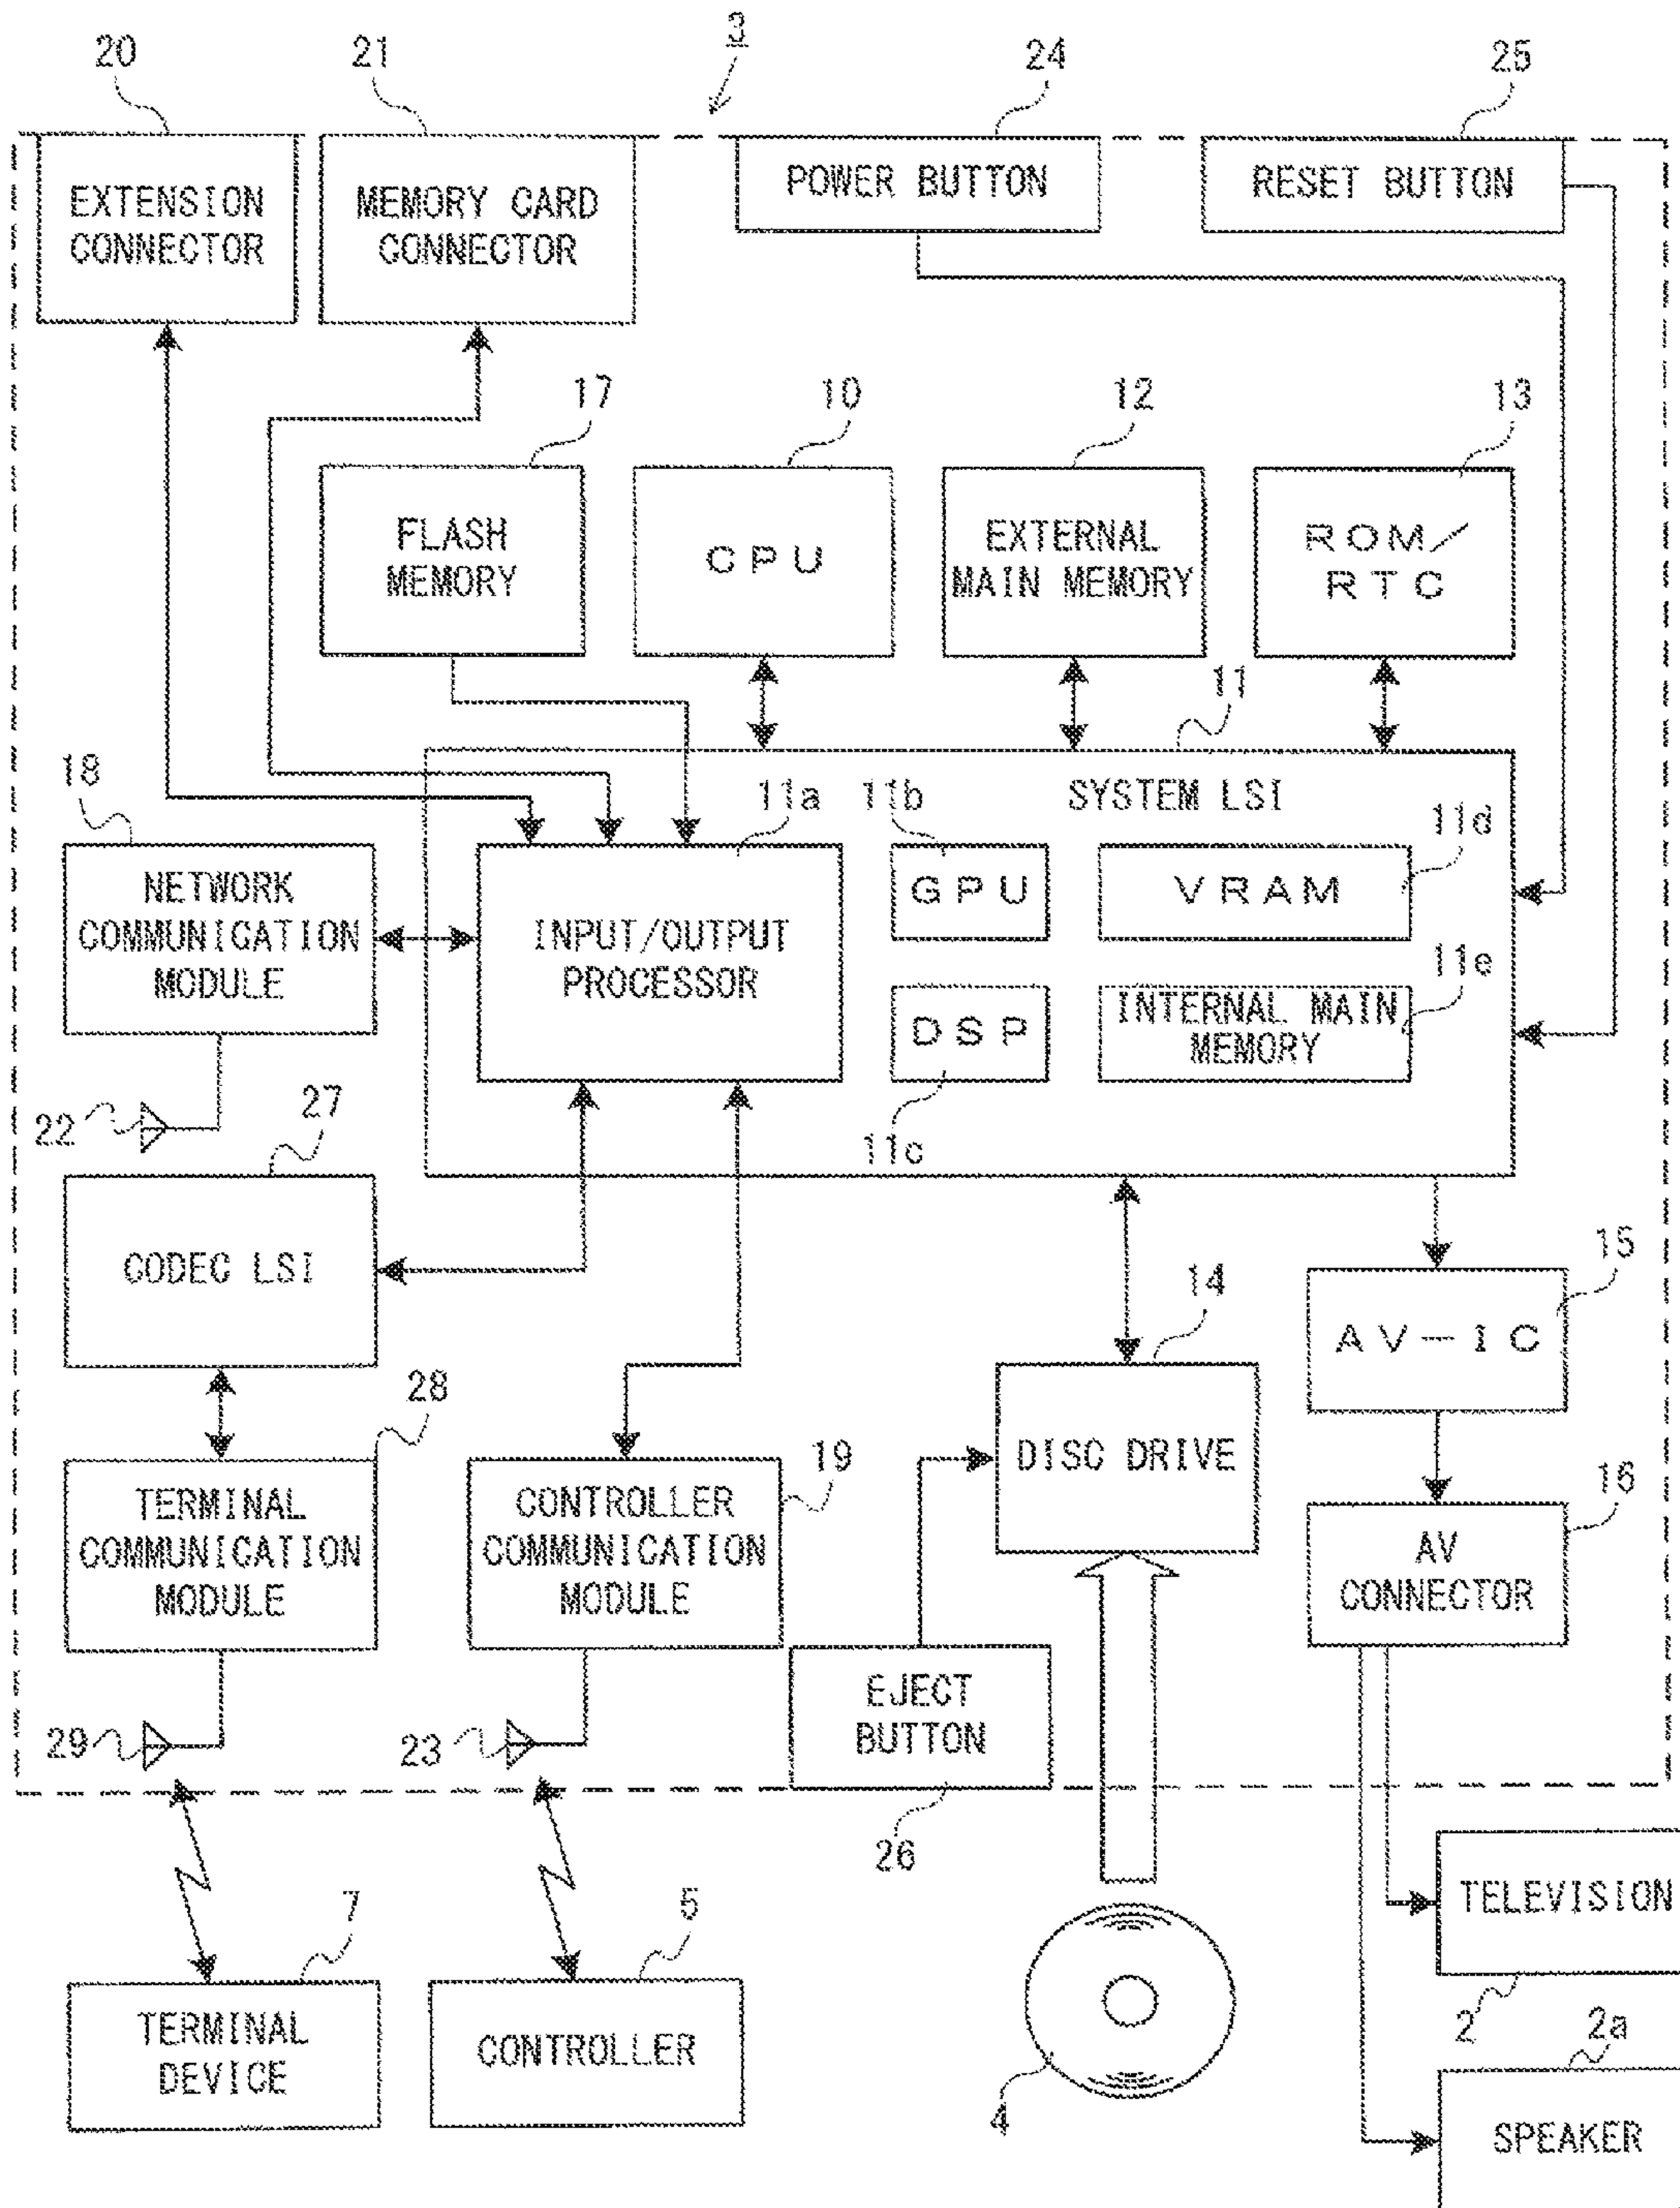 3
20
21
24
25
EXTENSION
CONNECTOR
MEMORY CARD
CONNECTOR
POWER BUTTON
RESET BUTTON
17
10
12
13
FLASH
MEMORY
CPU
EXTERNAL
MAIN MEMORY
ROM/
RTC
11
18
11a
11b
SYSTEM LSI
11d
NETWORK
COMMUNICATION
MODULE
INPUT/OUTPUT
PROCESSOR
GPU
VRAM
11e
DSP
INTERNAL MAIN
MEMORY
22
27
11c
CODEC LSI
14
15
AV-IC
28
19
DISC DRIVE
16
TERMINAL
COMMUNICATION
MODULE
CONTROLLER
COMMUNICATION
MODULE
AV
CONNECTOR
29
23
EJECT
BUTTON
26
7
5
TELEVISION
2
TERMINAL
DEVICE
CONTROLLER
4
2a
SPEAKER